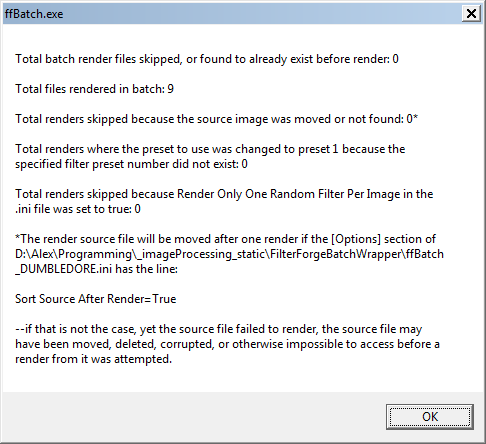 ffBatch.exe
Total batch render files skipped, or found to already exist before render: 0
Total files rendered in batch: 9
Total renders skipped because the source image was moved or not found: 0*
Total renders where the preset to use was changed to preset 1 because the
specified filter preset number did not exist: 0
Total renders skipped because Render Only One Random Filter Per Image in the
.ini file was set to true: 0
*The render source file will be moved after one render if the [Options] section of
D:\Alex\Programming\_imageProcessing_static\FilterForgeBatchWrapper\ffBatch
_DUMBLEDORE.ini has the line:
Sort Source After Render=True
--if that is not the case, yet the source file failed to render, the source file may
have been moved, deleted, corrupted, or otherwise impossible to access before a
render from it was attempted.
OK